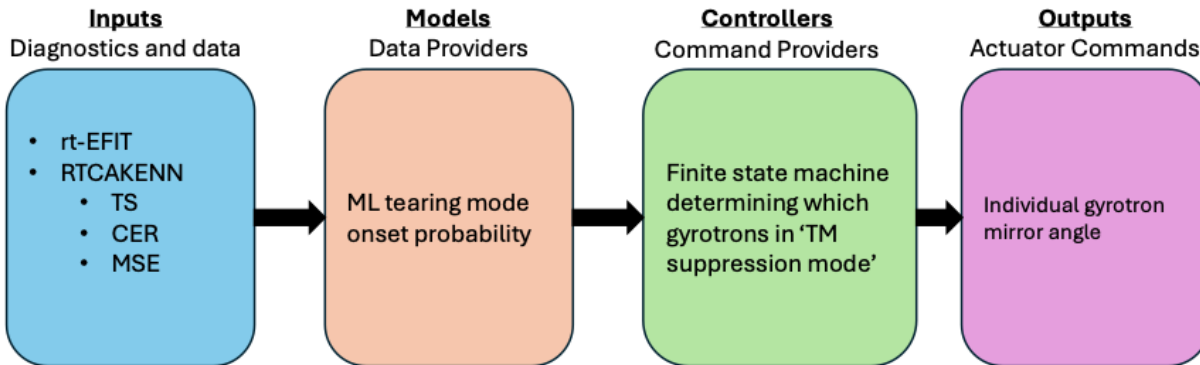 Inputs
Diagnostics and data
• rt-EFIT
• RTCAKENN
• TS
• CER
• MSE
Models
Data Providers
ML tearing mode
onset probability
Controllers
Command Providers
Finite state machine
determining which
gyrotrons in ‘TM
suppression mode’
Outputs
Actuator Commands
Individual gyrotron
mirror angle